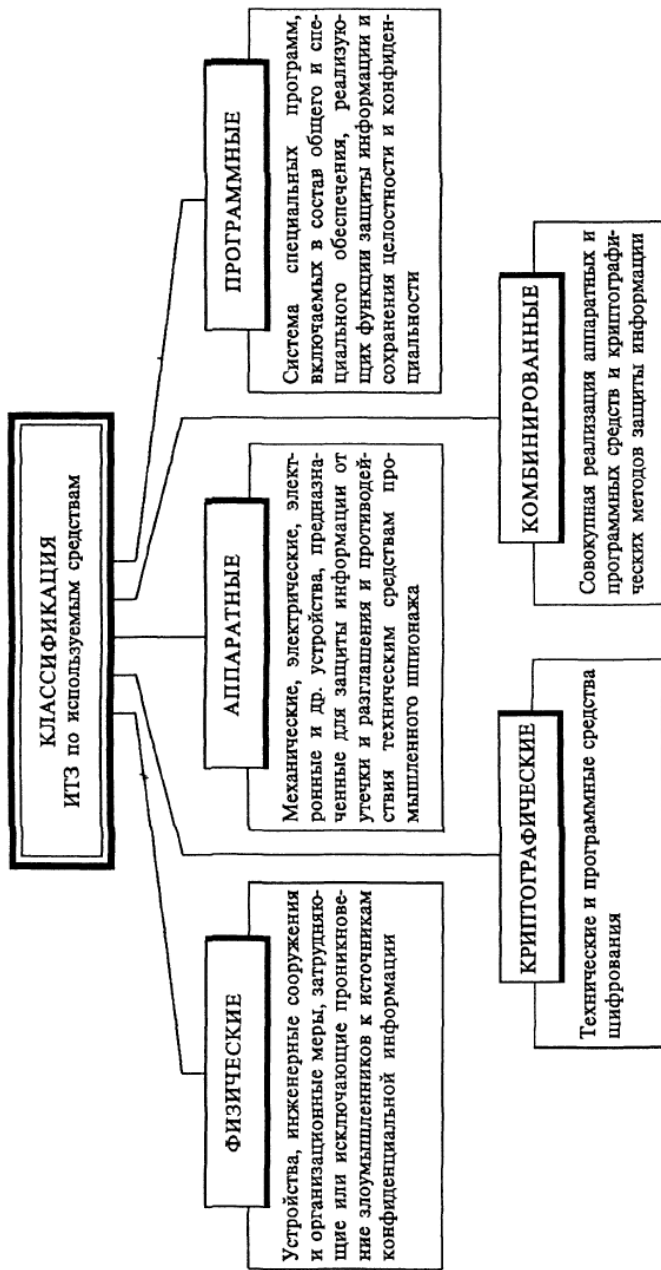 КЛАССИФИКАЦИЯ
ИТЗ по используемым средствам
ФИЗИЧЕСКИЕ
Устройства, инженерные сооружения
и организационные меры, затрудняю-
щие или исключающие проникнове-
ние злоумышленников к источникам
конфиденциальной информации
АППАРАТНЫЕ
Механические, электрические, элект-
ронные и др. устройства, предназна-
ченные для защиты информации от
утечки и разглашения и противодей-
ствия техническим средствам про-
мышленного шпионажа
ПРОГРАММНЫЕ
Система специальных программ,
включаемых в состав общего и спе-
циального обеспечения, реализую-
щих функции защиты информации и
сохранения целостности и конфиден-
циальности
КРИПТОГРАФИЧЕСКИЕ
Технические и программные средства
шифрования
КОМБИНИРОВАННЫЕ
Совокупная реализация аппаратных и
программных средств и криптографи-
ческих методов защиты информации